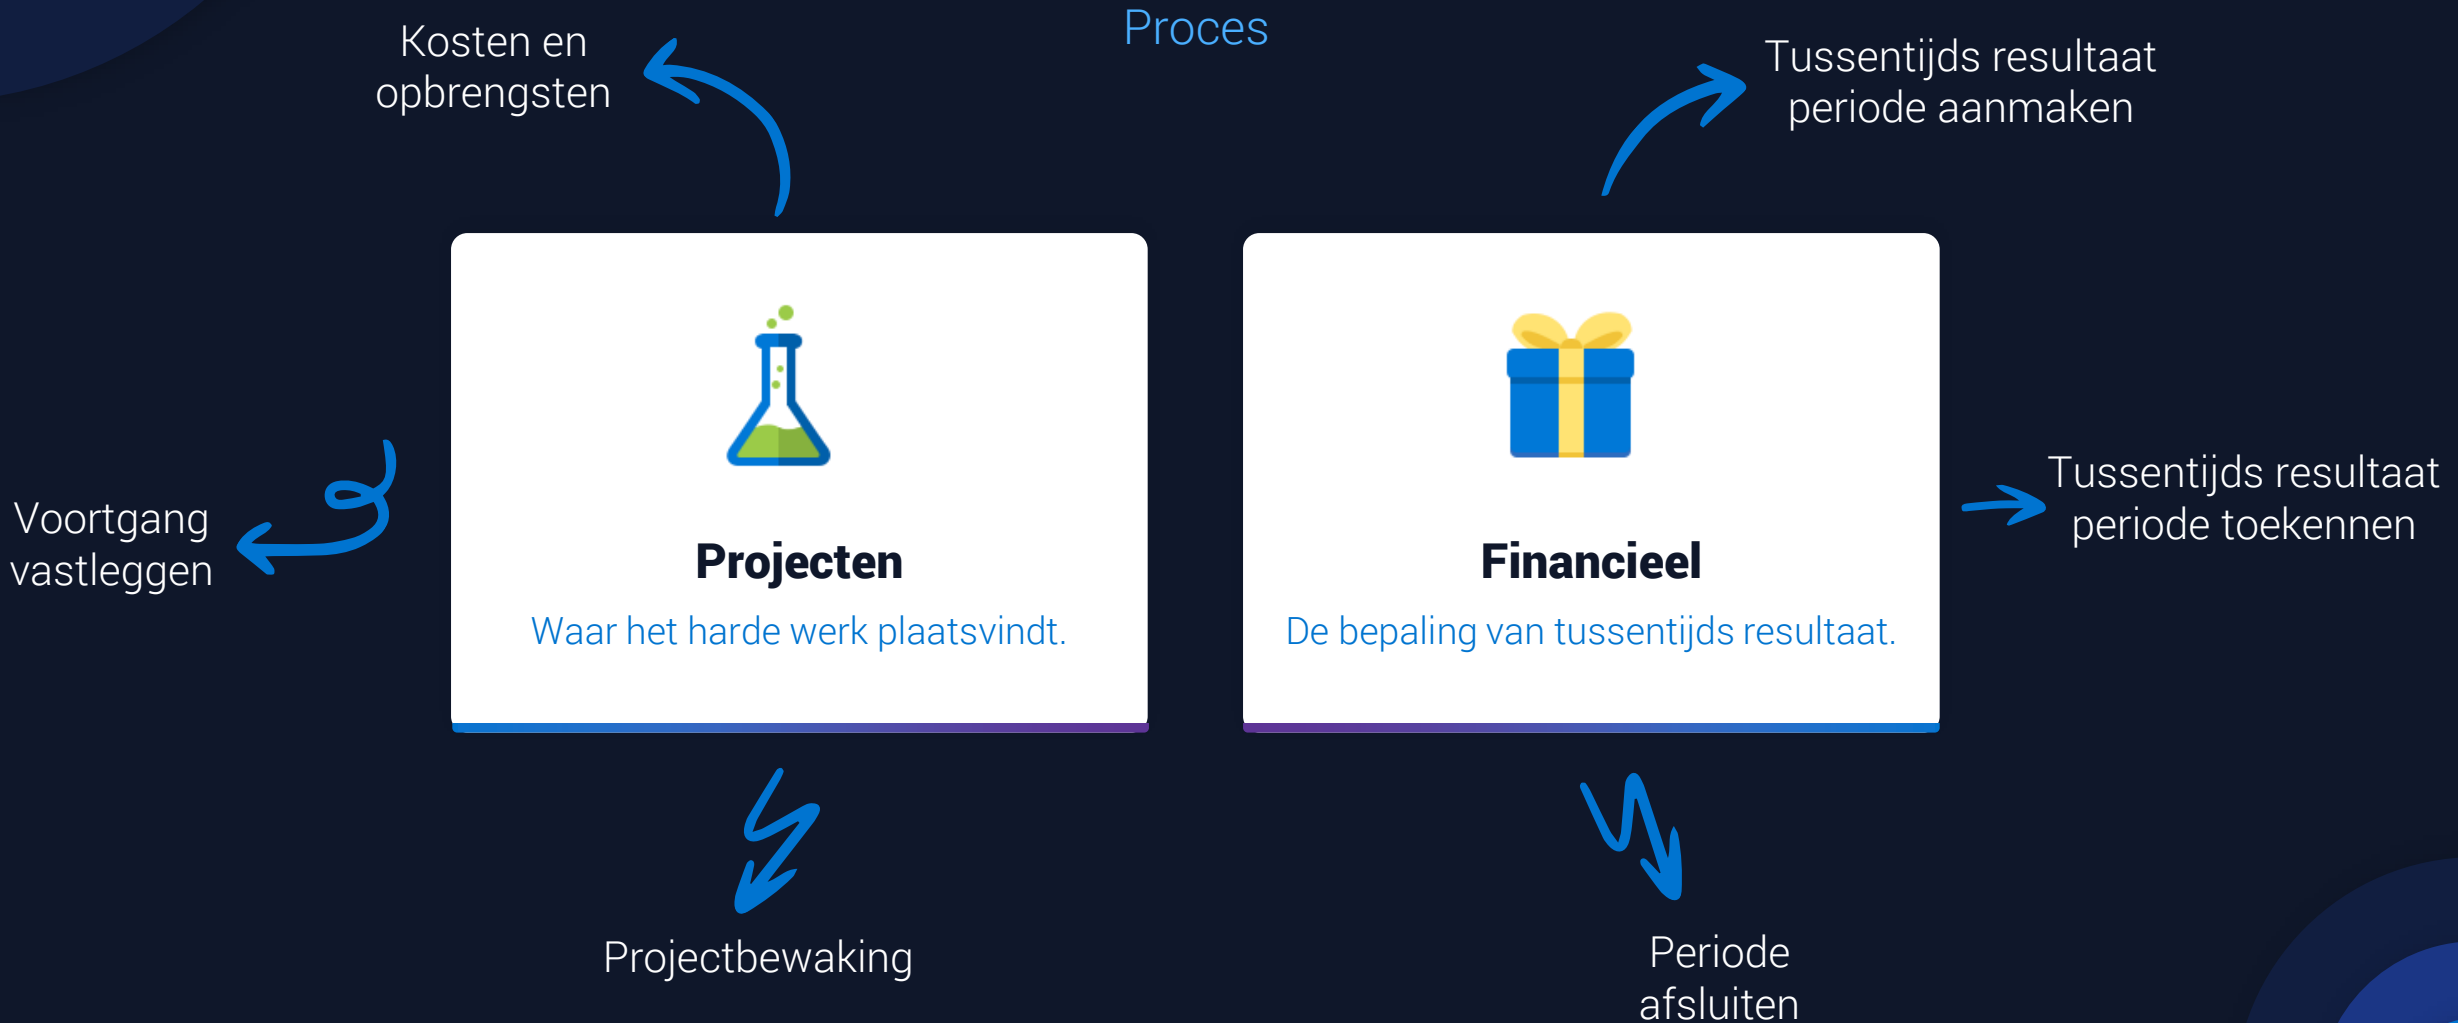 Proces
Kosten en
opbrengsten
Tussentijds resultaat
periode aanmaken
Voortgang
vastleggen
Projecten
Waar het harde werk plaatsvindt.
Financieel
De bepaling van tussentijds resultaat.
Tussentijds resultaat
periode toekennen
Projectbewaking
Periode
afsluiten